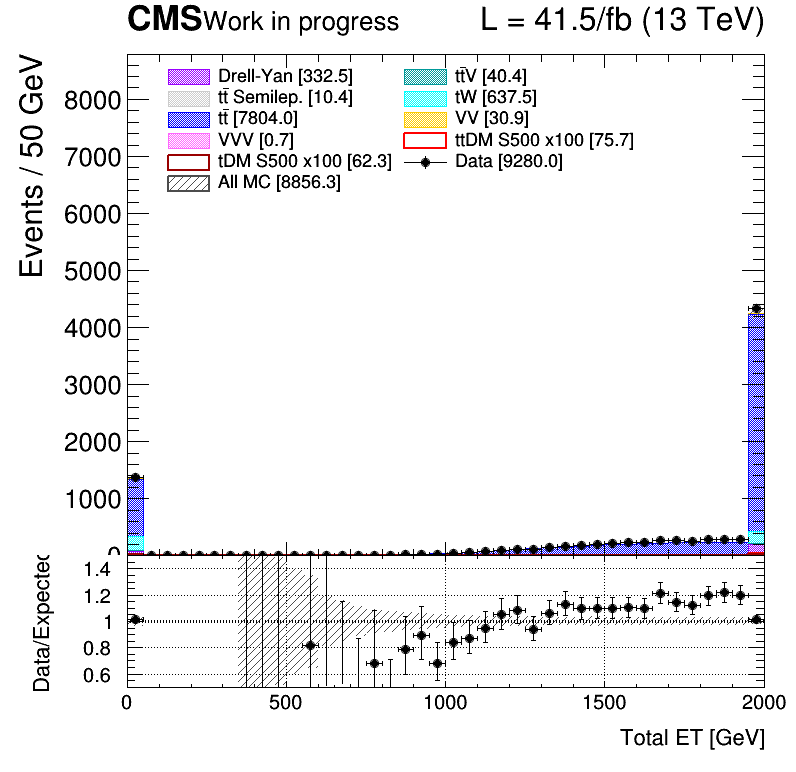 CMS Work in progress L = 41.5/fb (13 TeV)
Events / 50 GeV
8000
7000
6000
5000
4000
3000
2000
1000
0
Drell-Yan [332.5] tt̄V [40.4]
tt̄ Semilep. [10.4] tW [637.5]
tt̄ [7804.0] VV [30.9]
VVV [0.7] ttDM S500 x100 [75.7]
tDM S500 x100 [62.3] Data [9280.0]
All MC [8856.3]
Data/Expected
1.4
1.2
1
0.8
0.6
0 500 1000 1500 2000
Total ET [GeV]